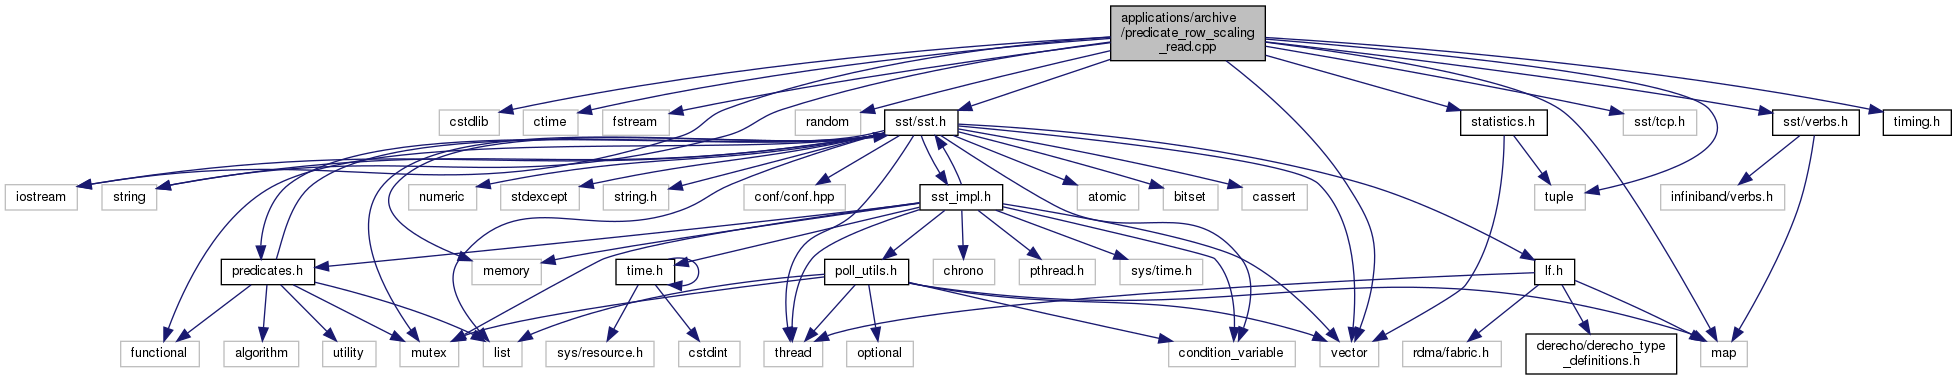 applications/archive
/predicate_row_scaling
_read.cpp
cstdlib
ctime
fstream
random
sst/sst.h
statistics.h
sst/tcp.h
sst/verbs.h
timing.h
iostream
string
numeric
stdexcept
string.h
conf/conf.hpp
sst_impl.h
atomic
bitset
cassert
tuple
infiniband/verbs.h
predicates.h
memory
time.h
poll_utils.h
chrono
pthread.h
sys/time.h
lf.h
functional
algorithm
utility
mutex
list
sys/resource.h
cstdint
thread
optional
condition_variable
vector
rdma/fabric.h
derecho/derecho_type
_definitions.h
map